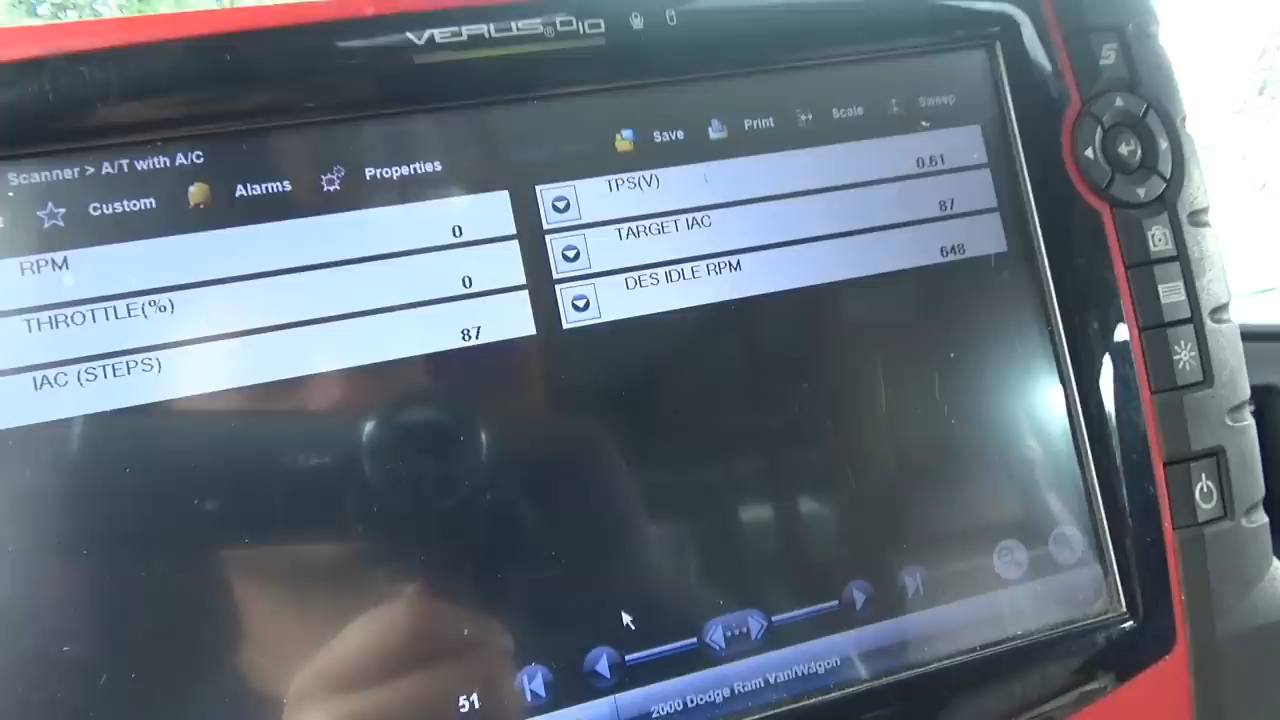 VERUS® D10
Scanner > A/T with A/C
Custom Alarms Properties Save Print Scale Sweep
RPM 0
THROTTLE(%) 0
IAC (STEPS) 87
TPS(V) 0.61
TARGET IAC 87
DES IDLE RPM 648
51
2000 Dodge Ram Van/Wagon
S